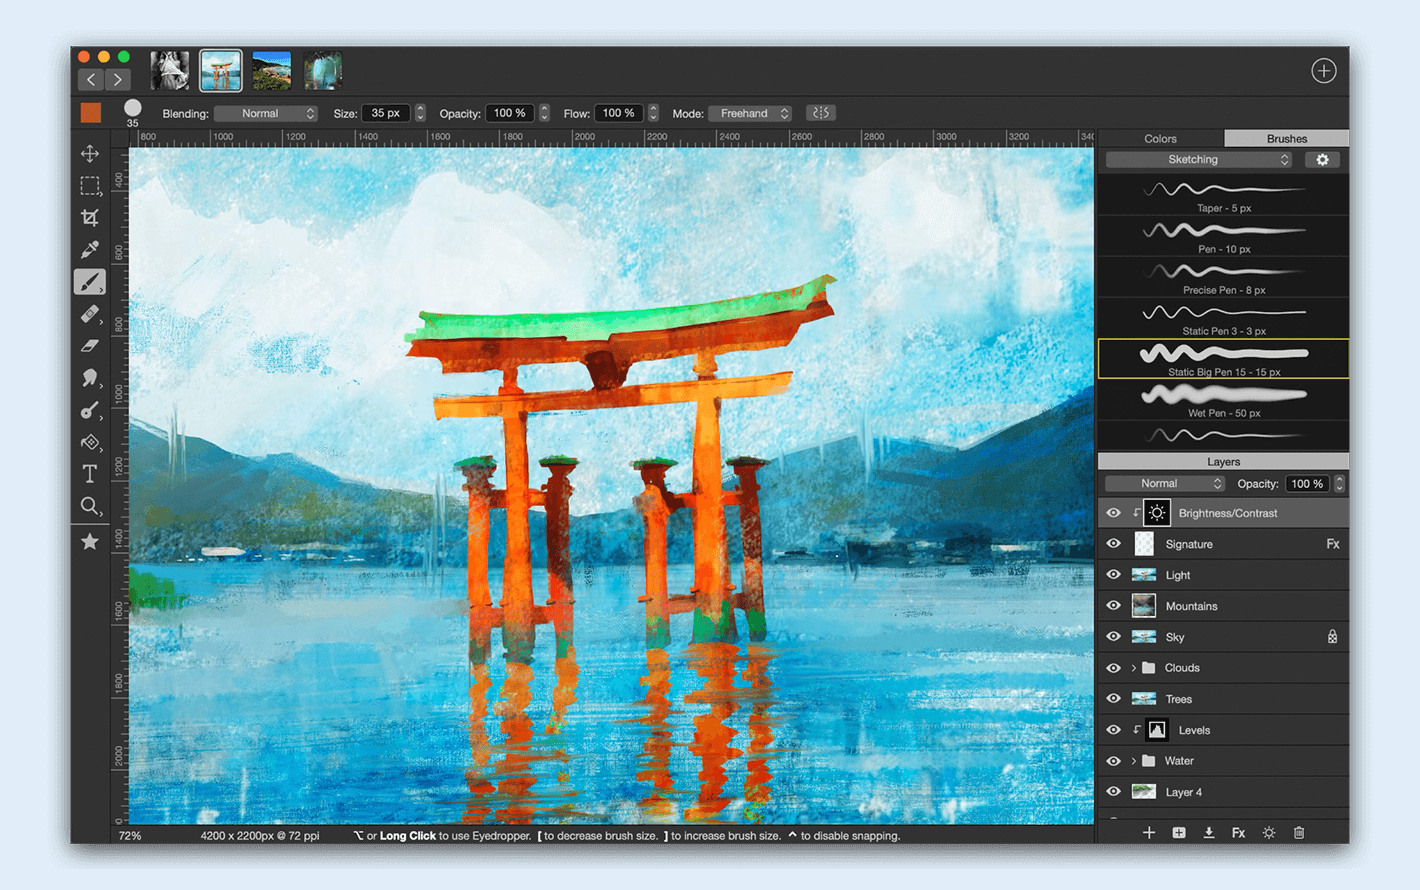 Blending: Normal Size: 35 px Opacity: 100 % Flow: 100 % Mode: Freehand
35
800 1000 1200 1400 1600 1800 2000 2200 2400 2600 2800 3000 3200 340
400
600
800
1000
1200
1400
1600
1800
2000
Colors Brushes
Sketching
Taper - 5 px
Pen - 10 px
Precise Pen - 8 px
Static Pen 3 - 3 px
Static Big Pen 15 - 15 px
Wet Pen - 50 px
Layers
Normal Opacity: 100 %
Brightness/Contrast
Signature Fx
Light
Mountains
Sky
Clouds
Trees
Levels
Water
Layer 4
Fx
72% 4200 x 2200px @ 72 ppi ⌥ or Long Click to use Eyedropper. [ to decrease brush size. ] to increase brush size. ^ to disable snapping.